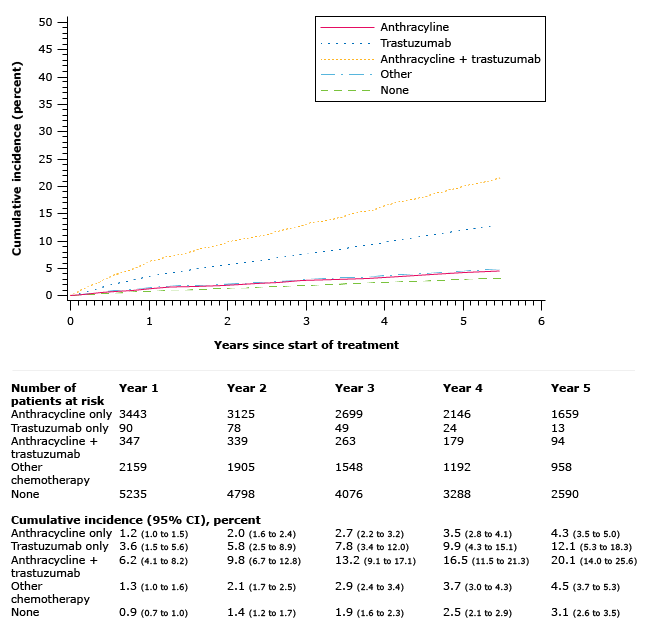 50
45
40
35
30
25
20
15
10
5
0
Cumulative incidence (percent)
Anthracyline
Trastuzumab
Anthracycline + trastuzumab
Other
None
0 1 2 3 4 5 6
Years since start of treatment
Number of patients at risk Year 1 Year 2 Year 3 Year 4 Year 5
Anthracycline only 3443 3125 2699 2146 1659
Trastuzumab only 90 78 49 24 13
Anthracycline + trastuzumab 347 339 263 179 94
Other chemotherapy 2159 1905 1548 1192 958
None 5235 4798 4076 3288 2590
Cumulative incidence (95% CI), percent
Anthracycline only 1.2 (1.0 to 1.5) 2.0 (1.6 to 2.4) 2.7 (2.2 to 3.2) 3.5 (2.8 to 4.1) 4.3 (3.5 to 5.0)
Trastuzumab only 3.6 (1.5 to 5.6) 5.8 (2.5 to 8.9) 7.8 (3.4 to 12.0) 9.9 (4.3 to 15.1) 12.1 (5.3 to 18.3)
Anthracycline + trastuzumab 6.2 (4.1 to 8.2) 9.8 (6.7 to 12.8) 13.2 (9.1 to 17.1) 16.5 (11.5 to 21.3) 20.1 (14.0 to 25.6)
Other chemotherapy 1.3 (1.0 to 1.6) 2.1 (1.7 to 2.5) 2.9 (2.4 to 3.4) 3.7 (3.0 to 4.3) 4.5 (3.7 to 5.3)
None 0.9 (0.7 to 1.0) 1.4 (1.2 to 1.7) 1.9 (1.6 to 2.3) 2.5 (2.1 to 2.9) 3.1 (2.6 to 3.5)